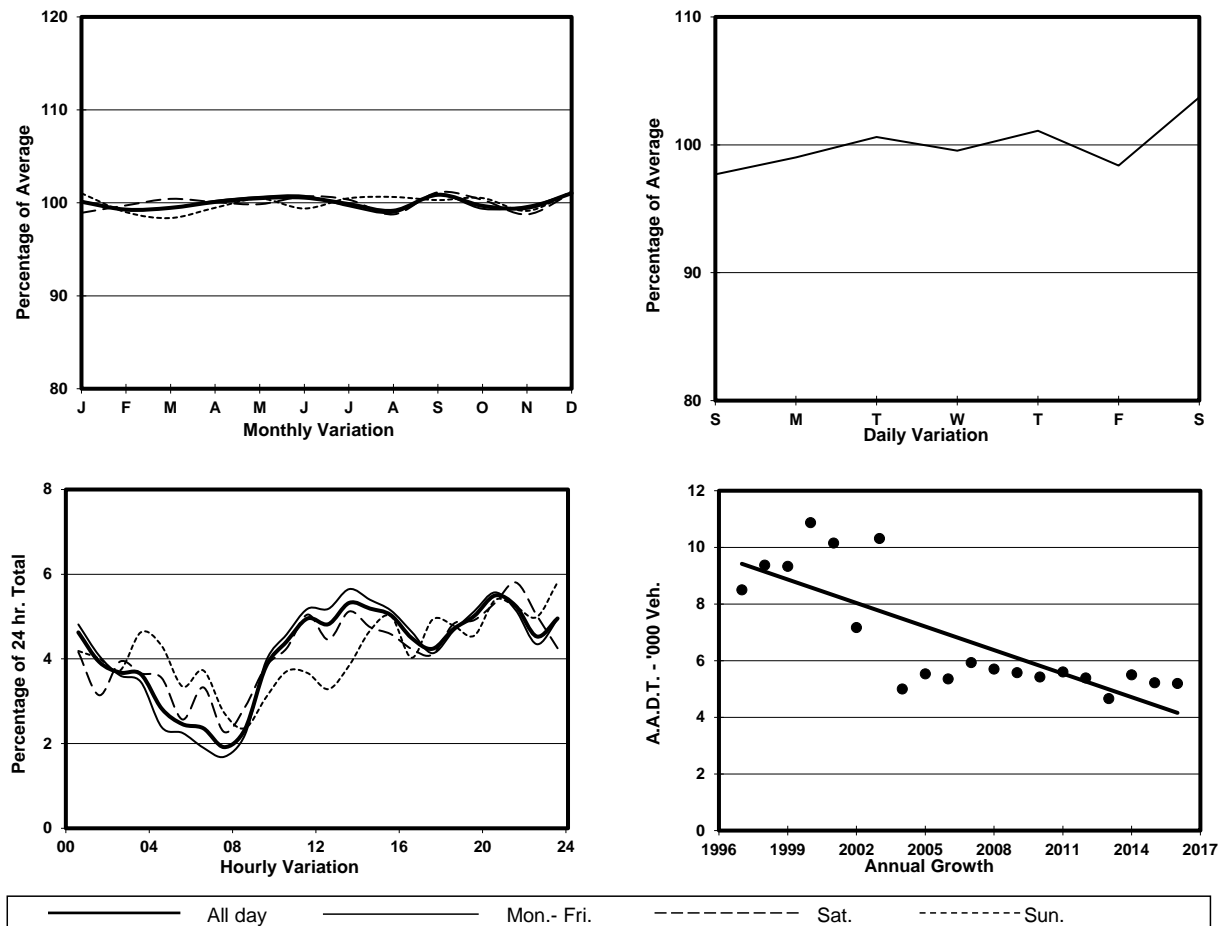 120
110
100
90
80
Percentage of Average
J F M A M J J A S O N D
Monthly Variation
110
100
90
80
Percentage of Average
S M T W T F S
Daily Variation
8
6
4
2
0
Percentage of 24 hr. Total
00 04 08 12 16 20 24
Hourly Variation
12
10
8
6
4
2
0
A.A.D.T. - '000 Veh.
1996 1999 2002 2005 2008 2011 2014 2017
Annual Growth
All day Mon.- Fri. Sat. Sun.